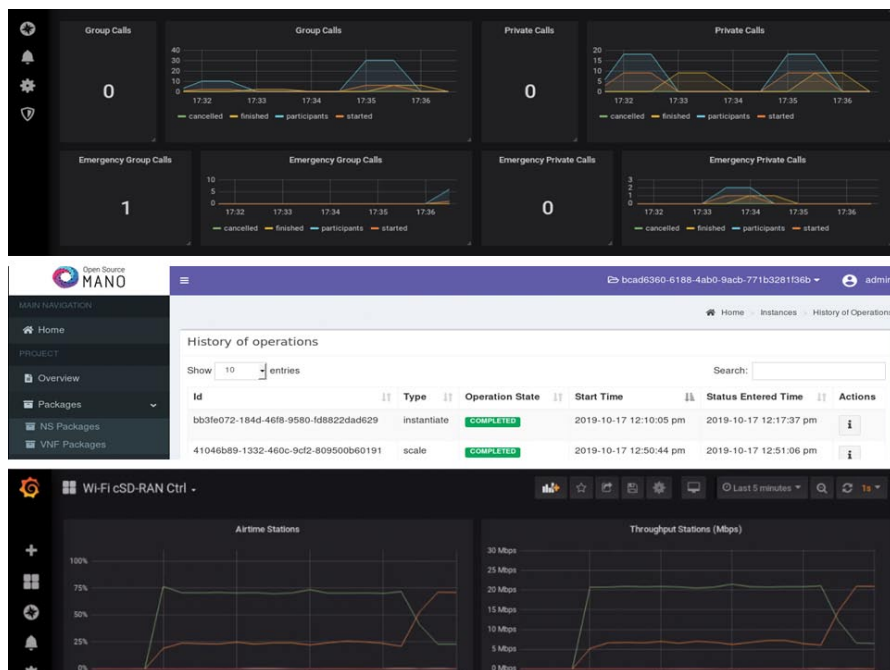 Group Calls
0
Group Calls
40
30
20
10
0
17:32 17:33 17:34 17:35 17:36
cancelled finished participants started
Private Calls
0
Private Calls
20
15
10
5
0
17:32 17:33 17:34 17:35 17:36
cancelled finished participants started
Emergency Group Calls
1
Emergency Group Calls
10
5
0
17:32 17:33 17:34 17:35 17:36
cancelled finished participants started
Emergency Private Calls
0
Emergency Private Calls
3
2
1
0
17:32 17:33 17:34 17:35 17:36
cancelled finished participants started
Open Source
MANO
bcad6360-6188-4ab0-9acb-771b3281f36b
admin
MAIN NAVIGATION
Home
PROJECT
Overview
Packages
NS Packages
VNF Packages
Home > Instances > History of Operations
History of operations
Show 10 entries
Search:
Id Type Operation State Start Time Status Entered Time Actions
bb3fe072-184d-46f8-9580-fd8822dad629 instantiate COMPLETED 2019-10-17 12:10:05 pm 2019-10-17 12:17:37 pm i
41046b89-1332-460c-9cf2-809500b60191 scale COMPLETED 2019-10-17 12:50:44 pm 2019-10-17 12:51:06 pm i
Wi-Fi cSD-RAN Ctrl
Last 5 minutes
1s
Airtime Stations
100%
75%
50%
25%
0%
Throughput Stations (Mbps)
30 Mbps
25 Mbps
20 Mbps
15 Mbps
10 Mbps
5 Mbps
0 Mbps